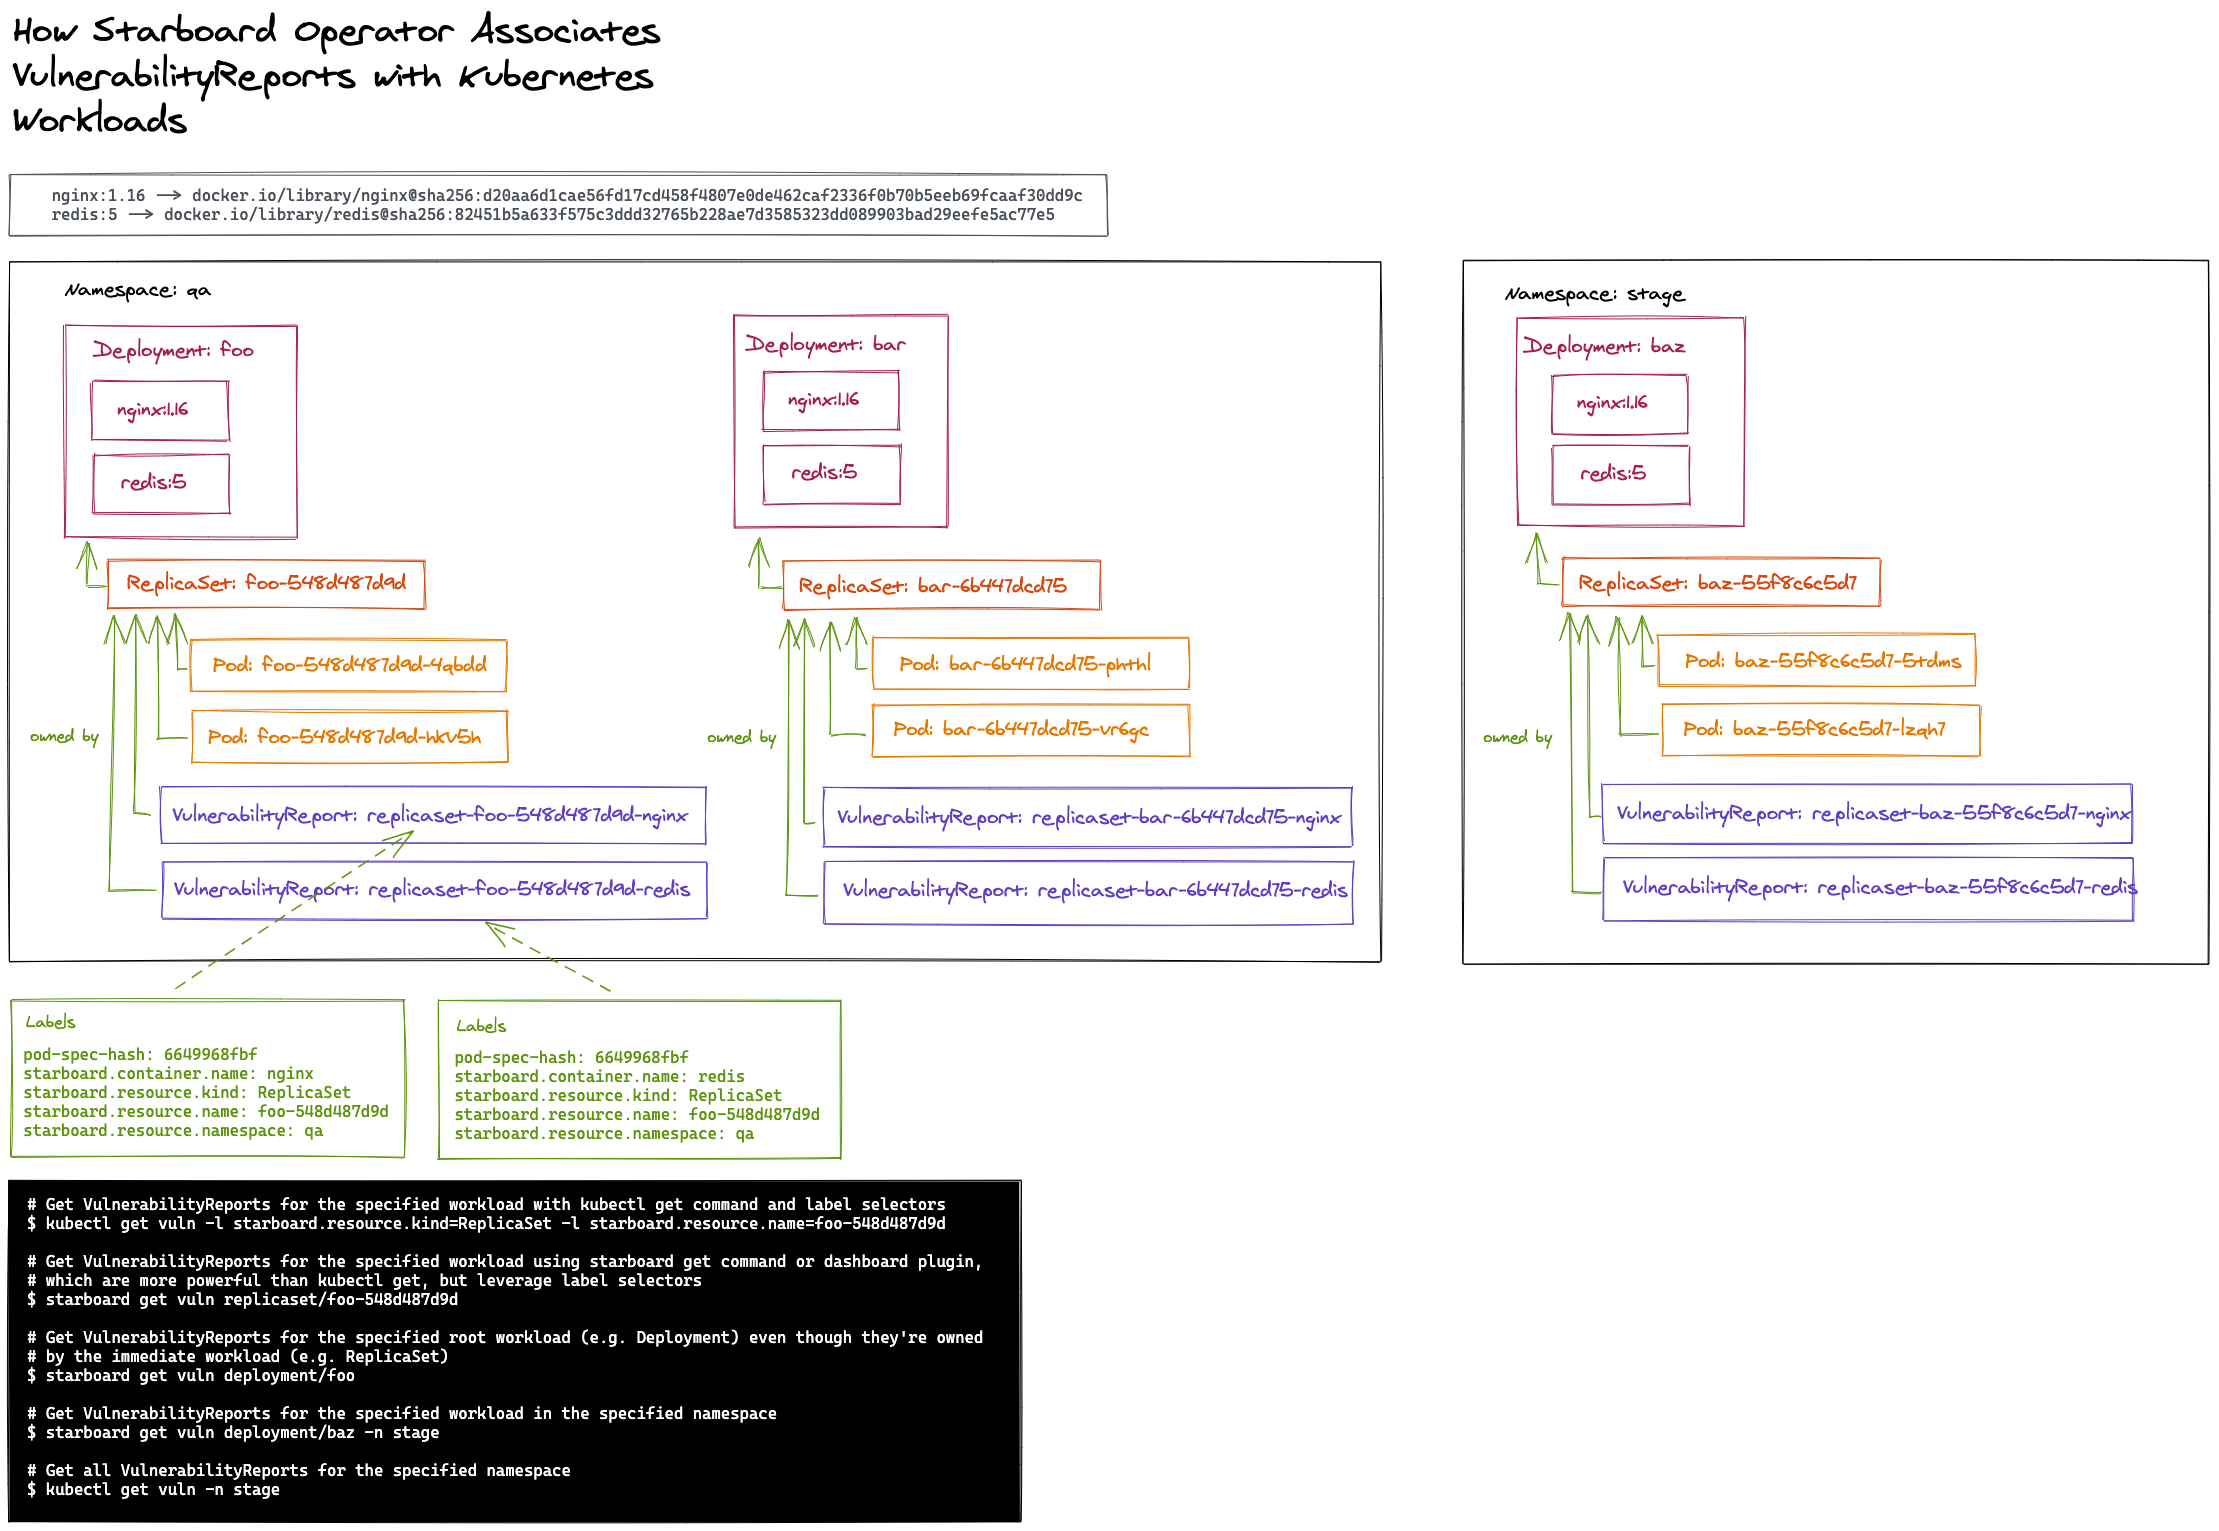 How Starboard Operator Associates
VulnerabilityReports with Kubernetes
Workloads
nginx:1.16 —> docker.io/library/nginx@sha256:d20aa6d1cae56fd17cd458f4807e0de462caf2336f0b70b5eeb69fcaaf30dd9c
redis:5 —> docker.io/library/redis@sha256:82451b5a633f575c3ddd32765b228ae7d3585323dd089903bad29eefe5ac77e5
Namespace: qa
Deployment: foo
nginx:1.16
redis:5
ReplicaSet: foo-548d487d9d
Pod: foo-548d487d9d-4qbdd
Pod: foo-548d487d9d-hkv5h
owned by
VulnerabilityReport: replicaset-foo-548d487d9d-nginx
VulnerabilityReport: replicaset-foo-548d487d9d-redis
Deployment: bar
nginx:1.16
redis:5
ReplicaSet: bar-6b447dcd75
Pod: bar-6b447dcd75-phthl
Pod: bar-6b447dcd75-vr6gc
owned by
VulnerabilityReport: replicaset-bar-6b447dcd75-nginx
VulnerabilityReport: replicaset-bar-6b447dcd75-redis
Namespace: stage
Deployment: baz
nginx:1.16
redis:5
ReplicaSet: baz-55f8c6c5d7
Pod: baz-55f8c6c5d7-5tdms
Pod: baz-55f8c6c5d7-lzqh7
owned by
VulnerabilityReport: replicaset-baz-55f8c6c5d7-nginx
VulnerabilityReport: replicaset-baz-55f8c6c5d7-redis
Labels
pod-spec-hash: 6649968fbf
starboard.container.name: nginx
starboard.resource.kind: ReplicaSet
starboard.resource.name: foo-548d487d9d
starboard.resource.namespace: qa
Labels
pod-spec-hash: 6649968fbf
starboard.container.name: redis
starboard.resource.kind: ReplicaSet
starboard.resource.name: foo-548d487d9d
starboard.resource.namespace: qa
# Get VulnerabilityReports for the specified workload with kubectl get command and label selectors
$ kubectl get vuln -l starboard.resource.kind=ReplicaSet -l starboard.resource.name=foo-548d487d9d
# Get VulnerabilityReports for the specified workload using starboard get command or dashboard plugin,
# which are more powerful than kubectl get, but leverage label selectors
$ starboard get vuln replicaset/foo-548d487d9d
# Get VulnerabilityReports for the specified root workload (e.g. Deployment) even though they're owned
# by the immediate workload (e.g. ReplicaSet)
$ starboard get vuln deployment/foo
# Get VulnerabilityReports for the specified workload in the specified namespace
$ starboard get vuln deployment/baz -n stage
# Get all VulnerabilityReports for the specified namespace
$ kubectl get vuln -n stage